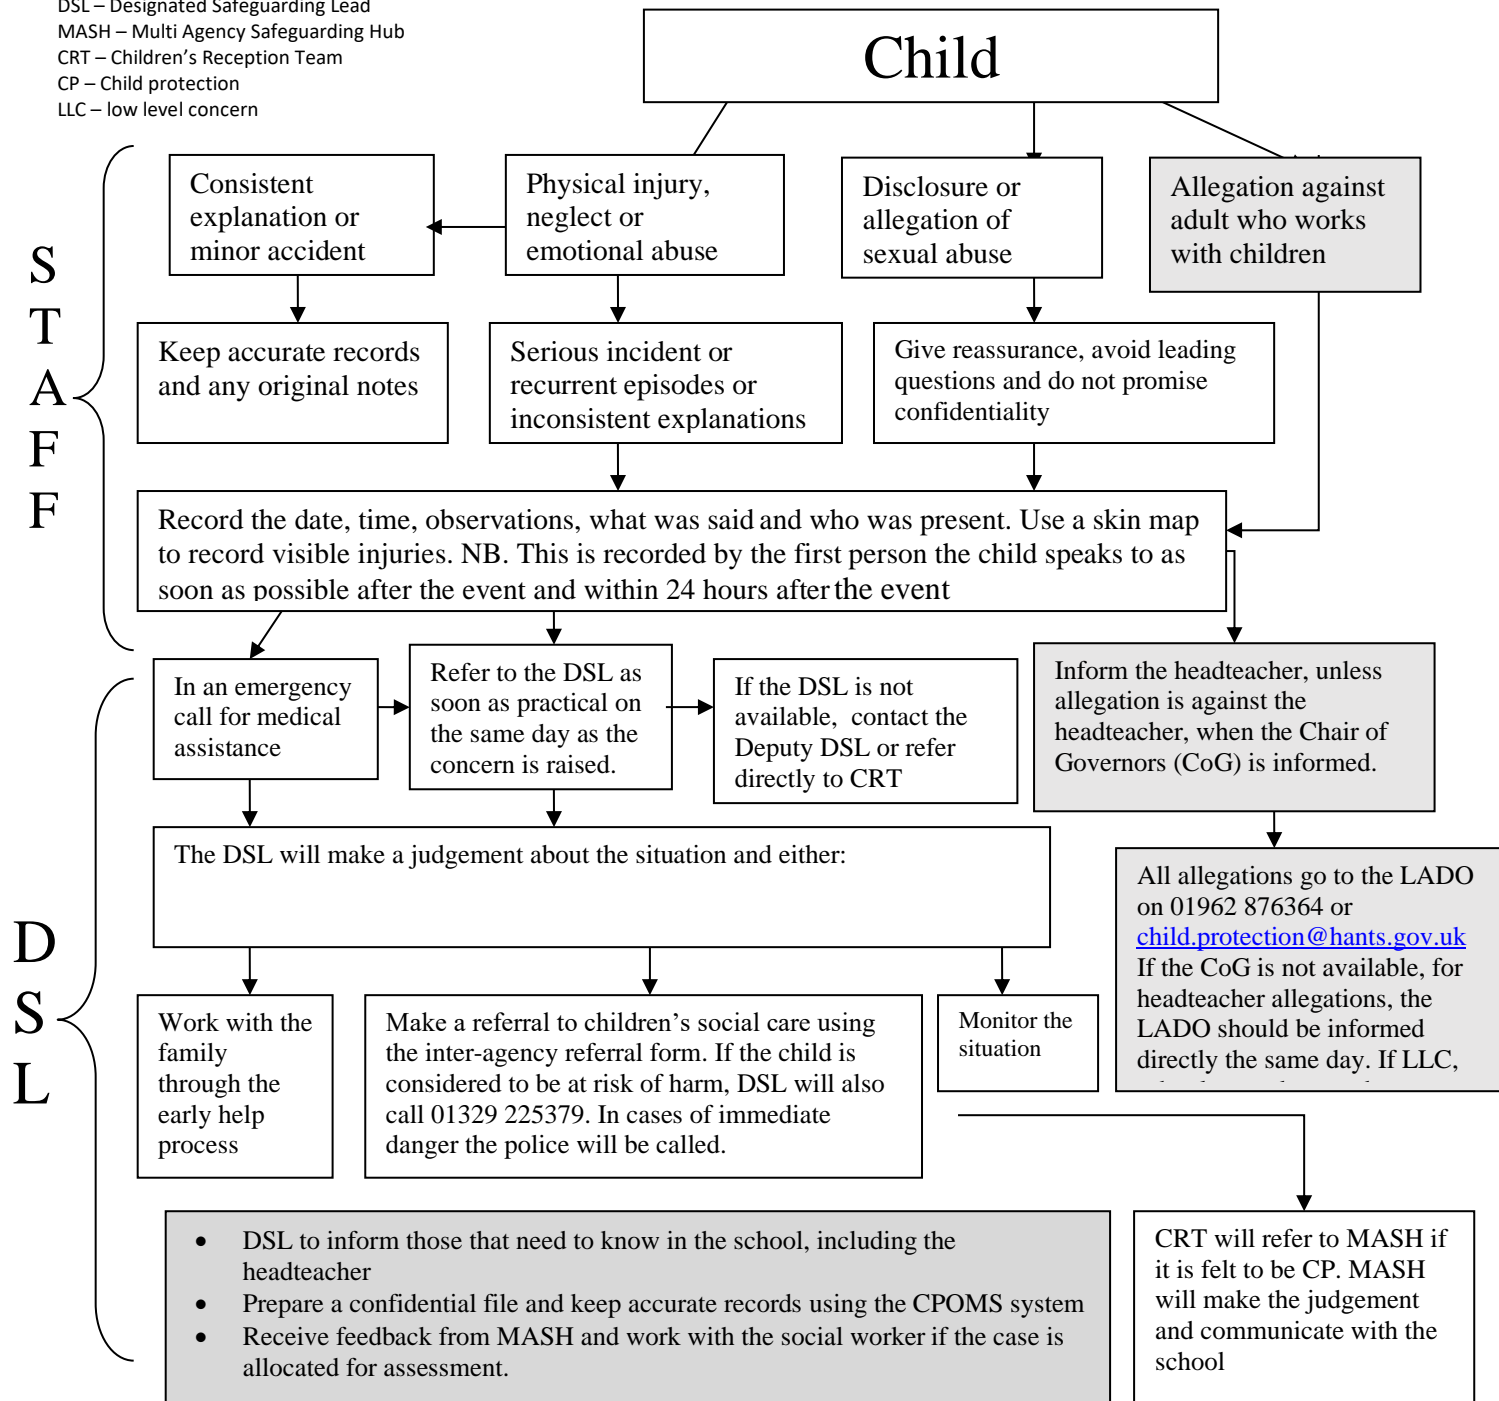 DSL – Designated Safeguarding Lead
MASH – Multi Agency Safeguarding Hub
CRT – Children’s Reception Team
CP – Child protection
LLC – low level concern
Child
S
T
A
F
F
Consistent
explanation or
minor accident
Physical injury,
neglect or
emotional abuse
Disclosure or
allegation of
sexual abuse
Allegation against
adult who works
with children
Keep accurate records
and any original notes
Serious incident or
recurrent episodes or
inconsistent explanations
Give reassurance, avoid leading
questions and do not promise
confidentiality
Record the date, time, observations, what was said and who was present. Use a skin map
to record visible injuries. NB. This is recorded by the first person the child speaks to as
soon as possible after the event and within 24 hours after the event
D
S
L
In an emergency
call for medical
assistance
Refer to the DSL as
soon as practical on
the same day as the
concern is raised.
If the DSL is not
available, contact the
Deputy DSL or refer
directly to CRT
Inform the headteacher, unless
allegation is against the
headteacher, when the Chair of
Governors (CoG) is informed.
The DSL will make a judgement about the situation and either:
All allegations go to the LADO
on 01962 876364 or
child.protection@hants.gov.uk
If the CoG is not available, for
headteacher allegations, the
LADO should be informed
directly the same day. If LLC,
Work with the
family
through the
early help
process
Make a referral to children’s social care using
the inter-agency referral form. If the child is
considered to be at risk of harm, DSL will also
call 01329 225379. In cases of immediate
danger the police will be called.
Monitor the
situation
• DSL to inform those that need to know in the school, including the
headteacher
• Prepare a confidential file and keep accurate records using the CPOMS system
• Receive feedback from MASH and work with the social worker if the case is
allocated for assessment.
CRT will refer to MASH if
it is felt to be CP. MASH
will make the judgement
and communicate with the
school